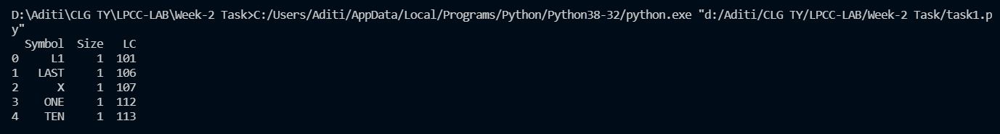 D:\Aditi\CLG TY\LPCC-LAB\Week-2 Task>C:/Users/Aditi/AppData/Local/Programs/Python/Python38-32/python.exe "d:/Aditi/CLG TY/LPCC-LAB/Week-2 Task/task1.p
y"
Symbol Size LC
0 L1 1 101
1 LAST 1 106
2 X 1 107
3 ONE 1 112
4 TEN 1 113